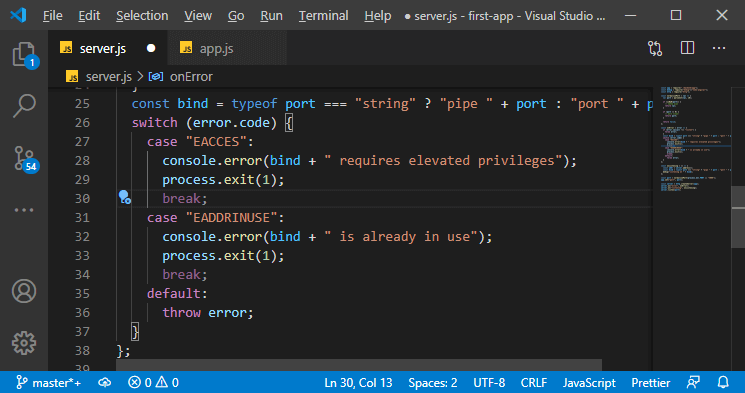 Edit Selection View Go Run Terminal Help ● server.js - first-app - Visual Studio ...
JS server.js ● JS app.js ...
JS server.js > onError
1
54
25 const bind = typeof port === "string" ? "pipe " + port : "port " + p
26 switch (error.code) {
27 case "EACCES":
28 console.error(bind + " requires elevated privileges");
29 process.exit(1);
30 break;
31 case "EADDRINUSE":
32 console.error(bind + " is already in use");
33 process.exit(1);
34 break;
35 default:
36 throw error;
37 }
38 };
39
master*+ 0 0 Ln 30, Col 13 Spaces: 2 UTF-8 CRLF JavaScript Prettier